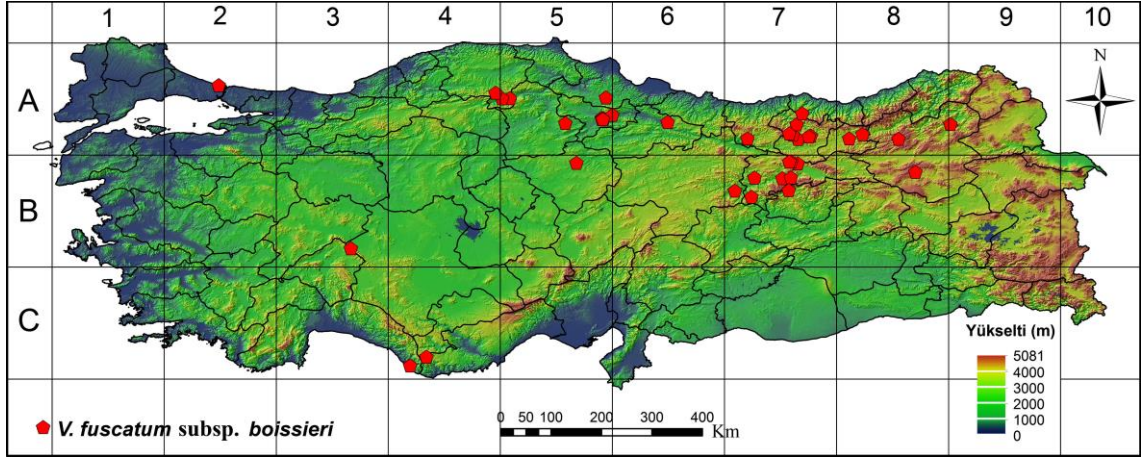 1 2 3 4 5 6 7 8 9 10
A
N
B
C
Yükselti (m)
5081
4000
3000
2000
1000
0
V. fuscatum subsp. boissieri
0 50 100 200 300 400
Km